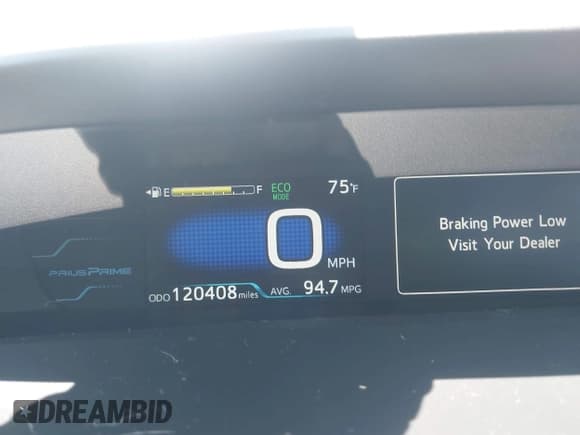 E F ECO MODE 75°F
0 MPH
PRIUS PRIME
ODO 120408 miles AVG. 94.7 MPG
Braking Power Low
Visit Your Dealer
DREAMBID